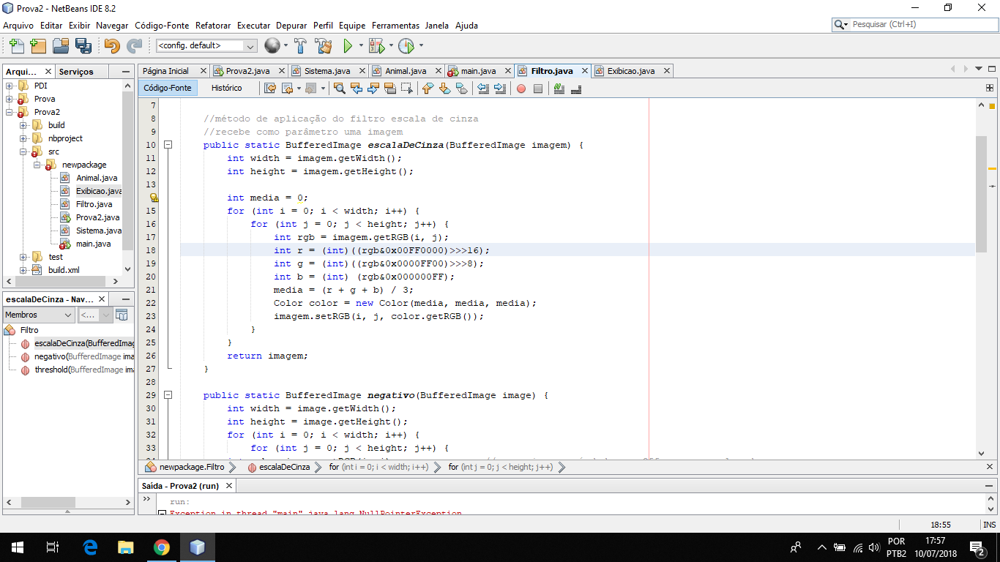 Prova2 - NetBeans IDE 8.2
Arquivo Editar Exibir Navegar Código-Fonte Refatorar Executar Depurar Perfil Equipe Ferramentas Janela Ajuda
Pesquisar (Ctrl+I)
<config. default>
Arqui... Serviços
PDI
Prova
Prova2
build
nbproject
src
newpackage
Animal.java
Exibicao.java
Filtro.java
Prova2.java
Sistema.java
main.java
test
build.xml
escalaDeCinza - Nav...
Membros <...
Filtro
escalaDeCinza(BufferedImag
negativo(BufferedImage ima
threshold(BufferedImage ima
Página Inicial Prova2.java Sistema.java Animal.java main.java Filtro.java Exibicao.java
Código-Fonte Histórico
7
8 //método de aplicação do filtro escala de cinza
9 //recebe como parâmetro uma imagem
10 public static BufferedImage escalaDeCinza(BufferedImage imagem) {
11 int width = imagem.getWidth();
12 int height = imagem.getHeight();
13
int media = 0;
15 for (int i = 0; i < width; i++) {
16 for (int j = 0; j < height; j++) {
17 int rgb = imagem.getRGB(i, j);
18 int r = (int)((rgb&0x00FF0000)>>>16);
19 int g = (int)((rgb&0x0000FF00)>>>8);
20 int b = (int) (rgb&0x000000FF);
21 media = (r + g + b) / 3;
22 Color color = new Color(media, media, media);
23 imagem.setRGB(i, j, color.getRGB());
24 }
25 }
26 return imagem;
27 }
28
29 public static BufferedImage negativo(BufferedImage image) {
30 int width = image.getWidth();
31 int height = image.getHeight();
32 for (int i = 0; i < width; i++) {
33 for (int j = 0; j < height; j++) {
newpackage.Filtro escalaDeCinza for (int i = 0; i < width; i++) for (int j = 0; j < height; j++)
Saída - Prova2 (run)
run:
Exception in thread "main" java.lang.NullPointerException
18:55 INS
POR
PTB2
17:57
10/07/2018
2